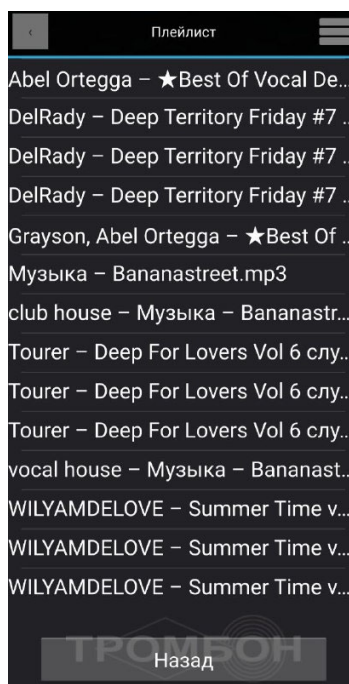 ‹
Плейлист
Abel Ortegga – ★Best Of Vocal De...
DelRady – Deep Territory Friday #7 ...
DelRady – Deep Territory Friday #7 ...
DelRady – Deep Territory Friday #7 ...
Grayson, Abel Ortegga – ★Best Of ...
Музыка – Bananastreet.mp3
club house – Музыка – Bananastr...
Tourer – Deep For Lovers Vol 6 слу...
Tourer – Deep For Lovers Vol 6 слу...
Tourer – Deep For Lovers Vol 6 слу...
vocal house – Музыка – Bananast...
WILYAMDELOVE – Summer Time v...
WILYAMDELOVE – Summer Time v...
WILYAMDELOVE – Summer Time v...
ТРОМБОН
Назад